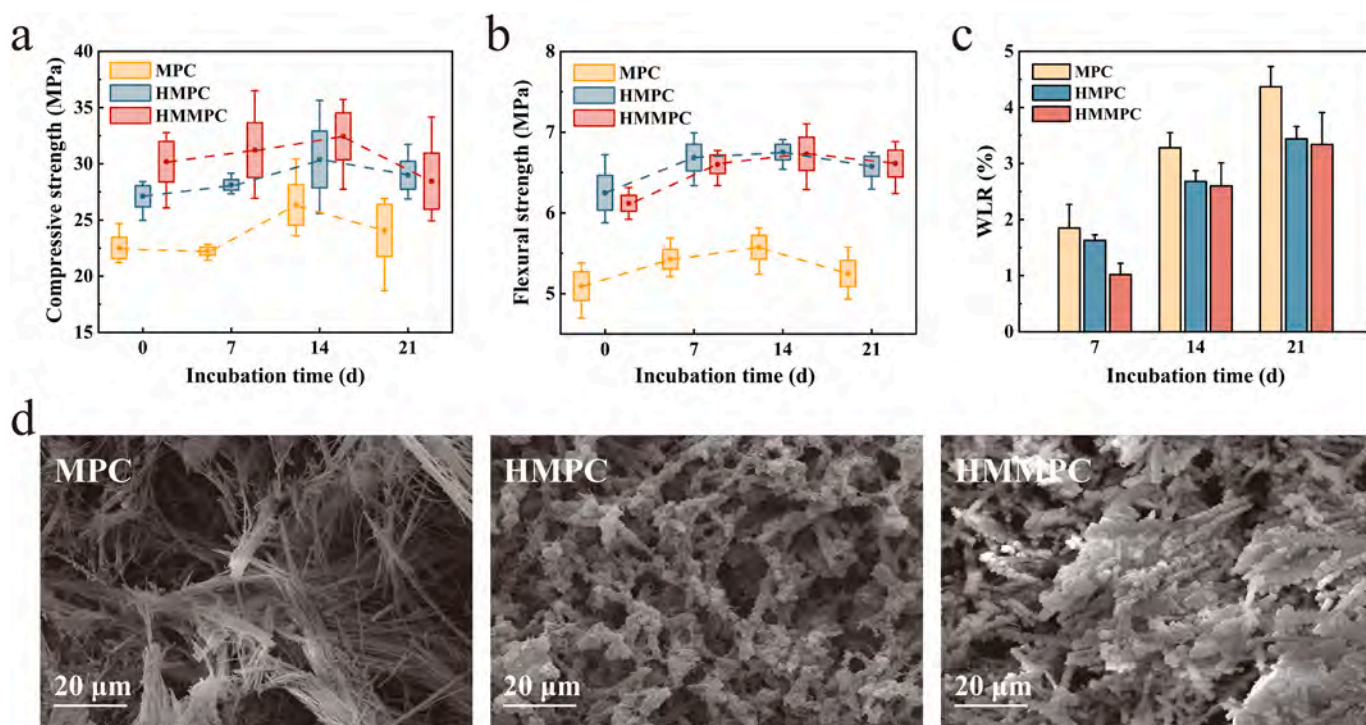 a
Compressive strength (MPa)
40
35
30
25
20
15
MPC
HMPC
HMMPC
0 7 14 21
Incubation time (d)
b
Flexural strength (MPa)
8
7
6
5
MPC
HMPC
HMMPC
0 7 14 21
Incubation time (d)
c
WLR (%)
5
4
3
2
1
0
MPC
HMPC
HMMPC
7 14 21
Incubation time (d)
d
MPC
20 μm
HMPC
20 μm
HMMPC
20 μm